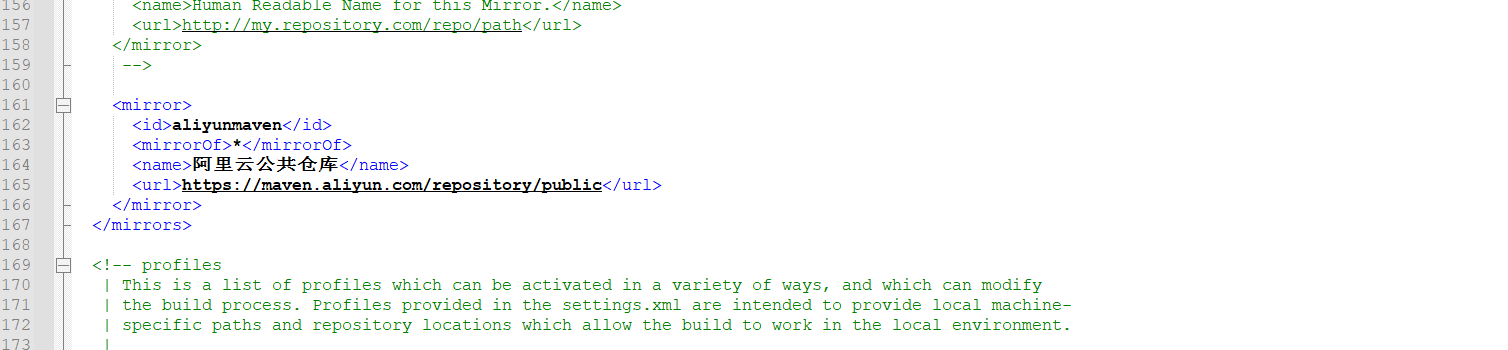 156 <name>Human Readable Name for this Mirror.</name>
157 <url>http://my.repository.com/repo/path</url>
158 </mirror>
159 -->
160
161 <mirror>
162 <id>aliyunmaven</id>
163 <mirrorOf>*</mirrorOf>
164 <name>阿里云公共仓库</name>
165 <url>https://maven.aliyun.com/repository/public</url>
166 </mirror>
167 </mirrors>
168
169 <!-- profiles
170 | This is a list of profiles which can be activated in a variety of ways, and which can modify
171 | the build process. Profiles provided in the settings.xml are intended to provide local machine-
172 | specific paths and repository locations which allow the build to work in the local environment.
173 |